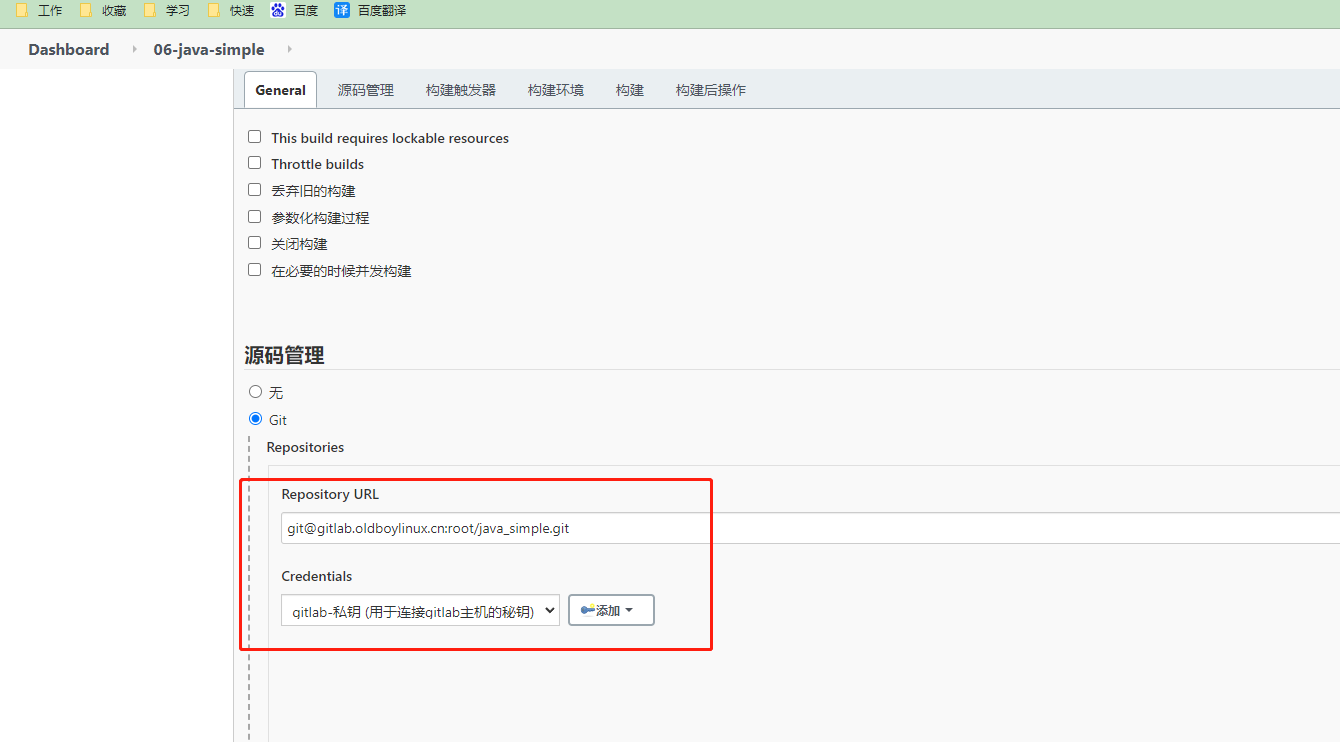 工作 收藏 学习 快速 百度 译 百度翻译
Dashboard 06-java-simple
General 源码管理 构建触发器 构建环境 构建 构建后操作
This build requires lockable resources
Throttle builds
丢弃旧的构建
参数化构建过程
关闭构建
在必要的时候并发构建
源码管理
无
Git
Repositories
Repository URL
git@gitlab.oldboylinux.cn:root/java_simple.git
Credentials
gitlab-私钥 (用于连接gitlab主机的秘钥) 添加